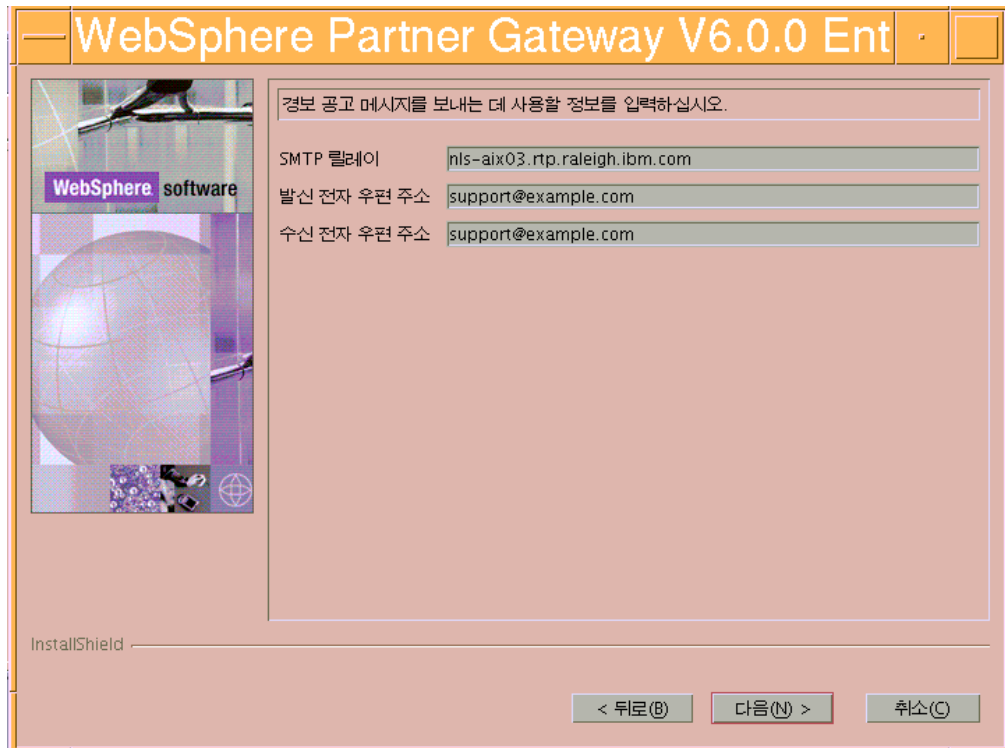 WebSphere Partner Gateway V6.0.0 Ent
WebSphere software
경보 공고 메시지를 보내는 데 사용할 정보를 입력하십시오.
SMTP 릴레이 nls-aix03.rtp.raleigh.ibm.com
발신 전자 우편 주소 support@example.com
수신 전자 우편 주소 support@example.com
InstallShield
< 뒤로(B) 다음(N) > 취소(C)